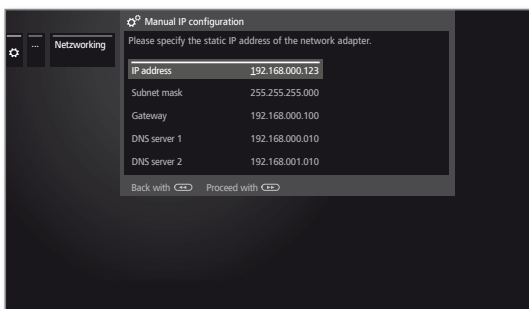 Manual IP configuration
... Netzworking
Please specify the static IP address of the network adapter.
IP address 192.168.000.123
Subnet mask 255.255.255.000
Gateway 192.168.000.100
DNS server 1 192.168.000.010
DNS server 2 192.168.001.010
Back with Proceed with